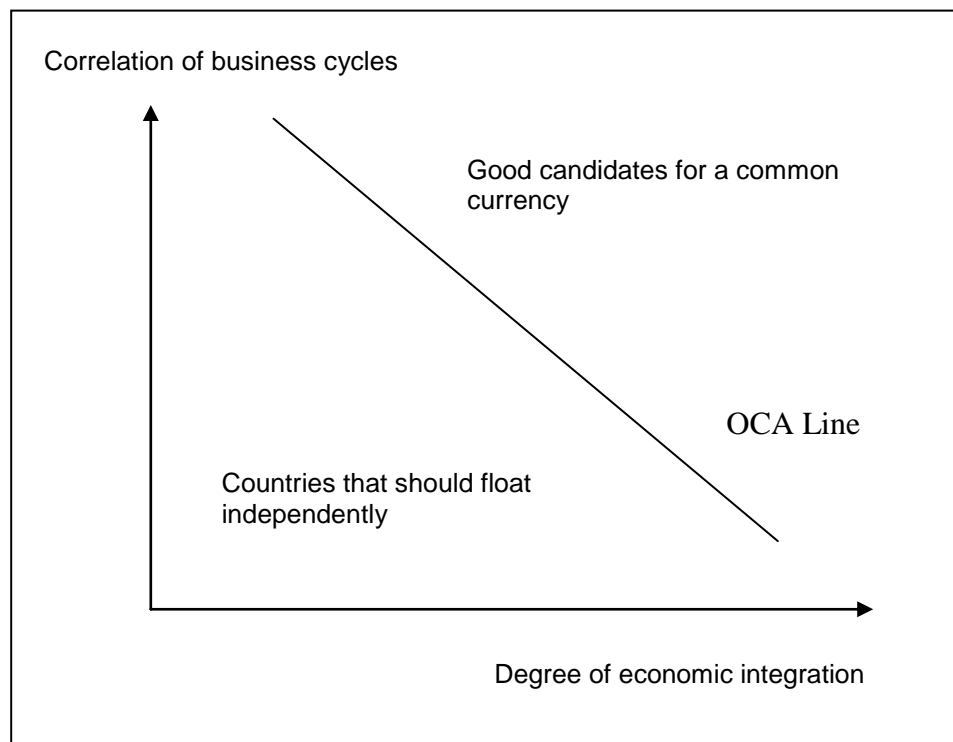 Correlation of business cycles
Good candidates for a common
currency
OCA Line
Countries that should float
independently
Degree of economic integration